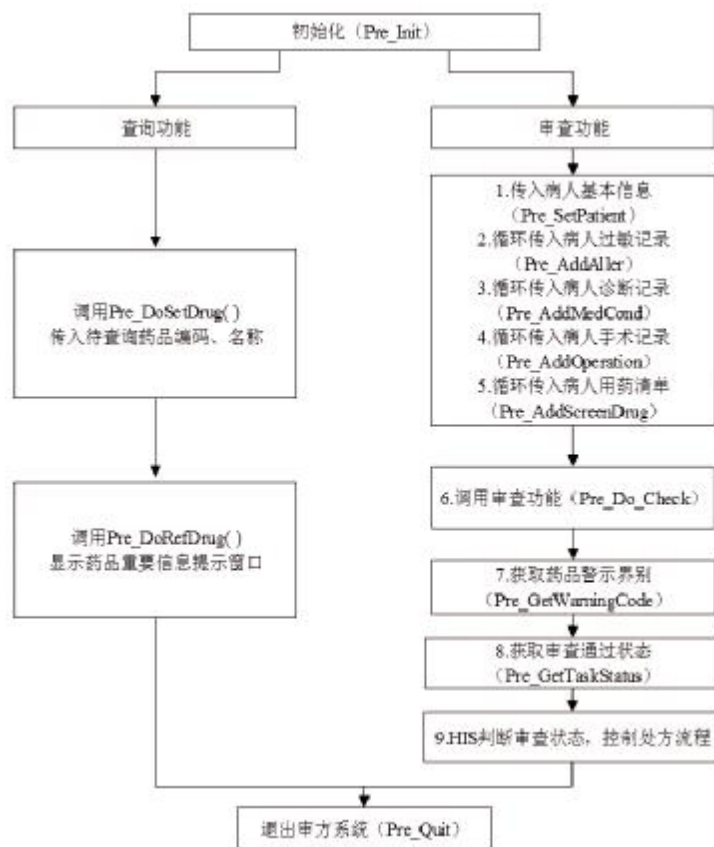 初始化（Pre_Init）
查询功能
审查功能
调用Pre_DoSetDrug( )
传入待查询药品编码、名称
调用Pre_DoRefDrug( )
显示药品重要信息提示窗口
1.传入病人基本信息
（Pre_SetPatient）
2.循环传入病人过敏记录
（Pre_AddAller）
3.循环传入病人诊断记录
（Pre_AddMedCond）
4.循环传入病人手术记录
（Pre_AddOperation）
5.循环传入病人用药清单
（Pre_AddScreenDrug）
6.调用审查功能（Pre_Do_Check）
7.获取药品警示界别
（Pre_GetWarningCode）
8.获取审查通过状态
（Pre_GetTaskStatus）
9.HIS判断审查状态，控制处方流程
退出审方系统（Pre_Quit）